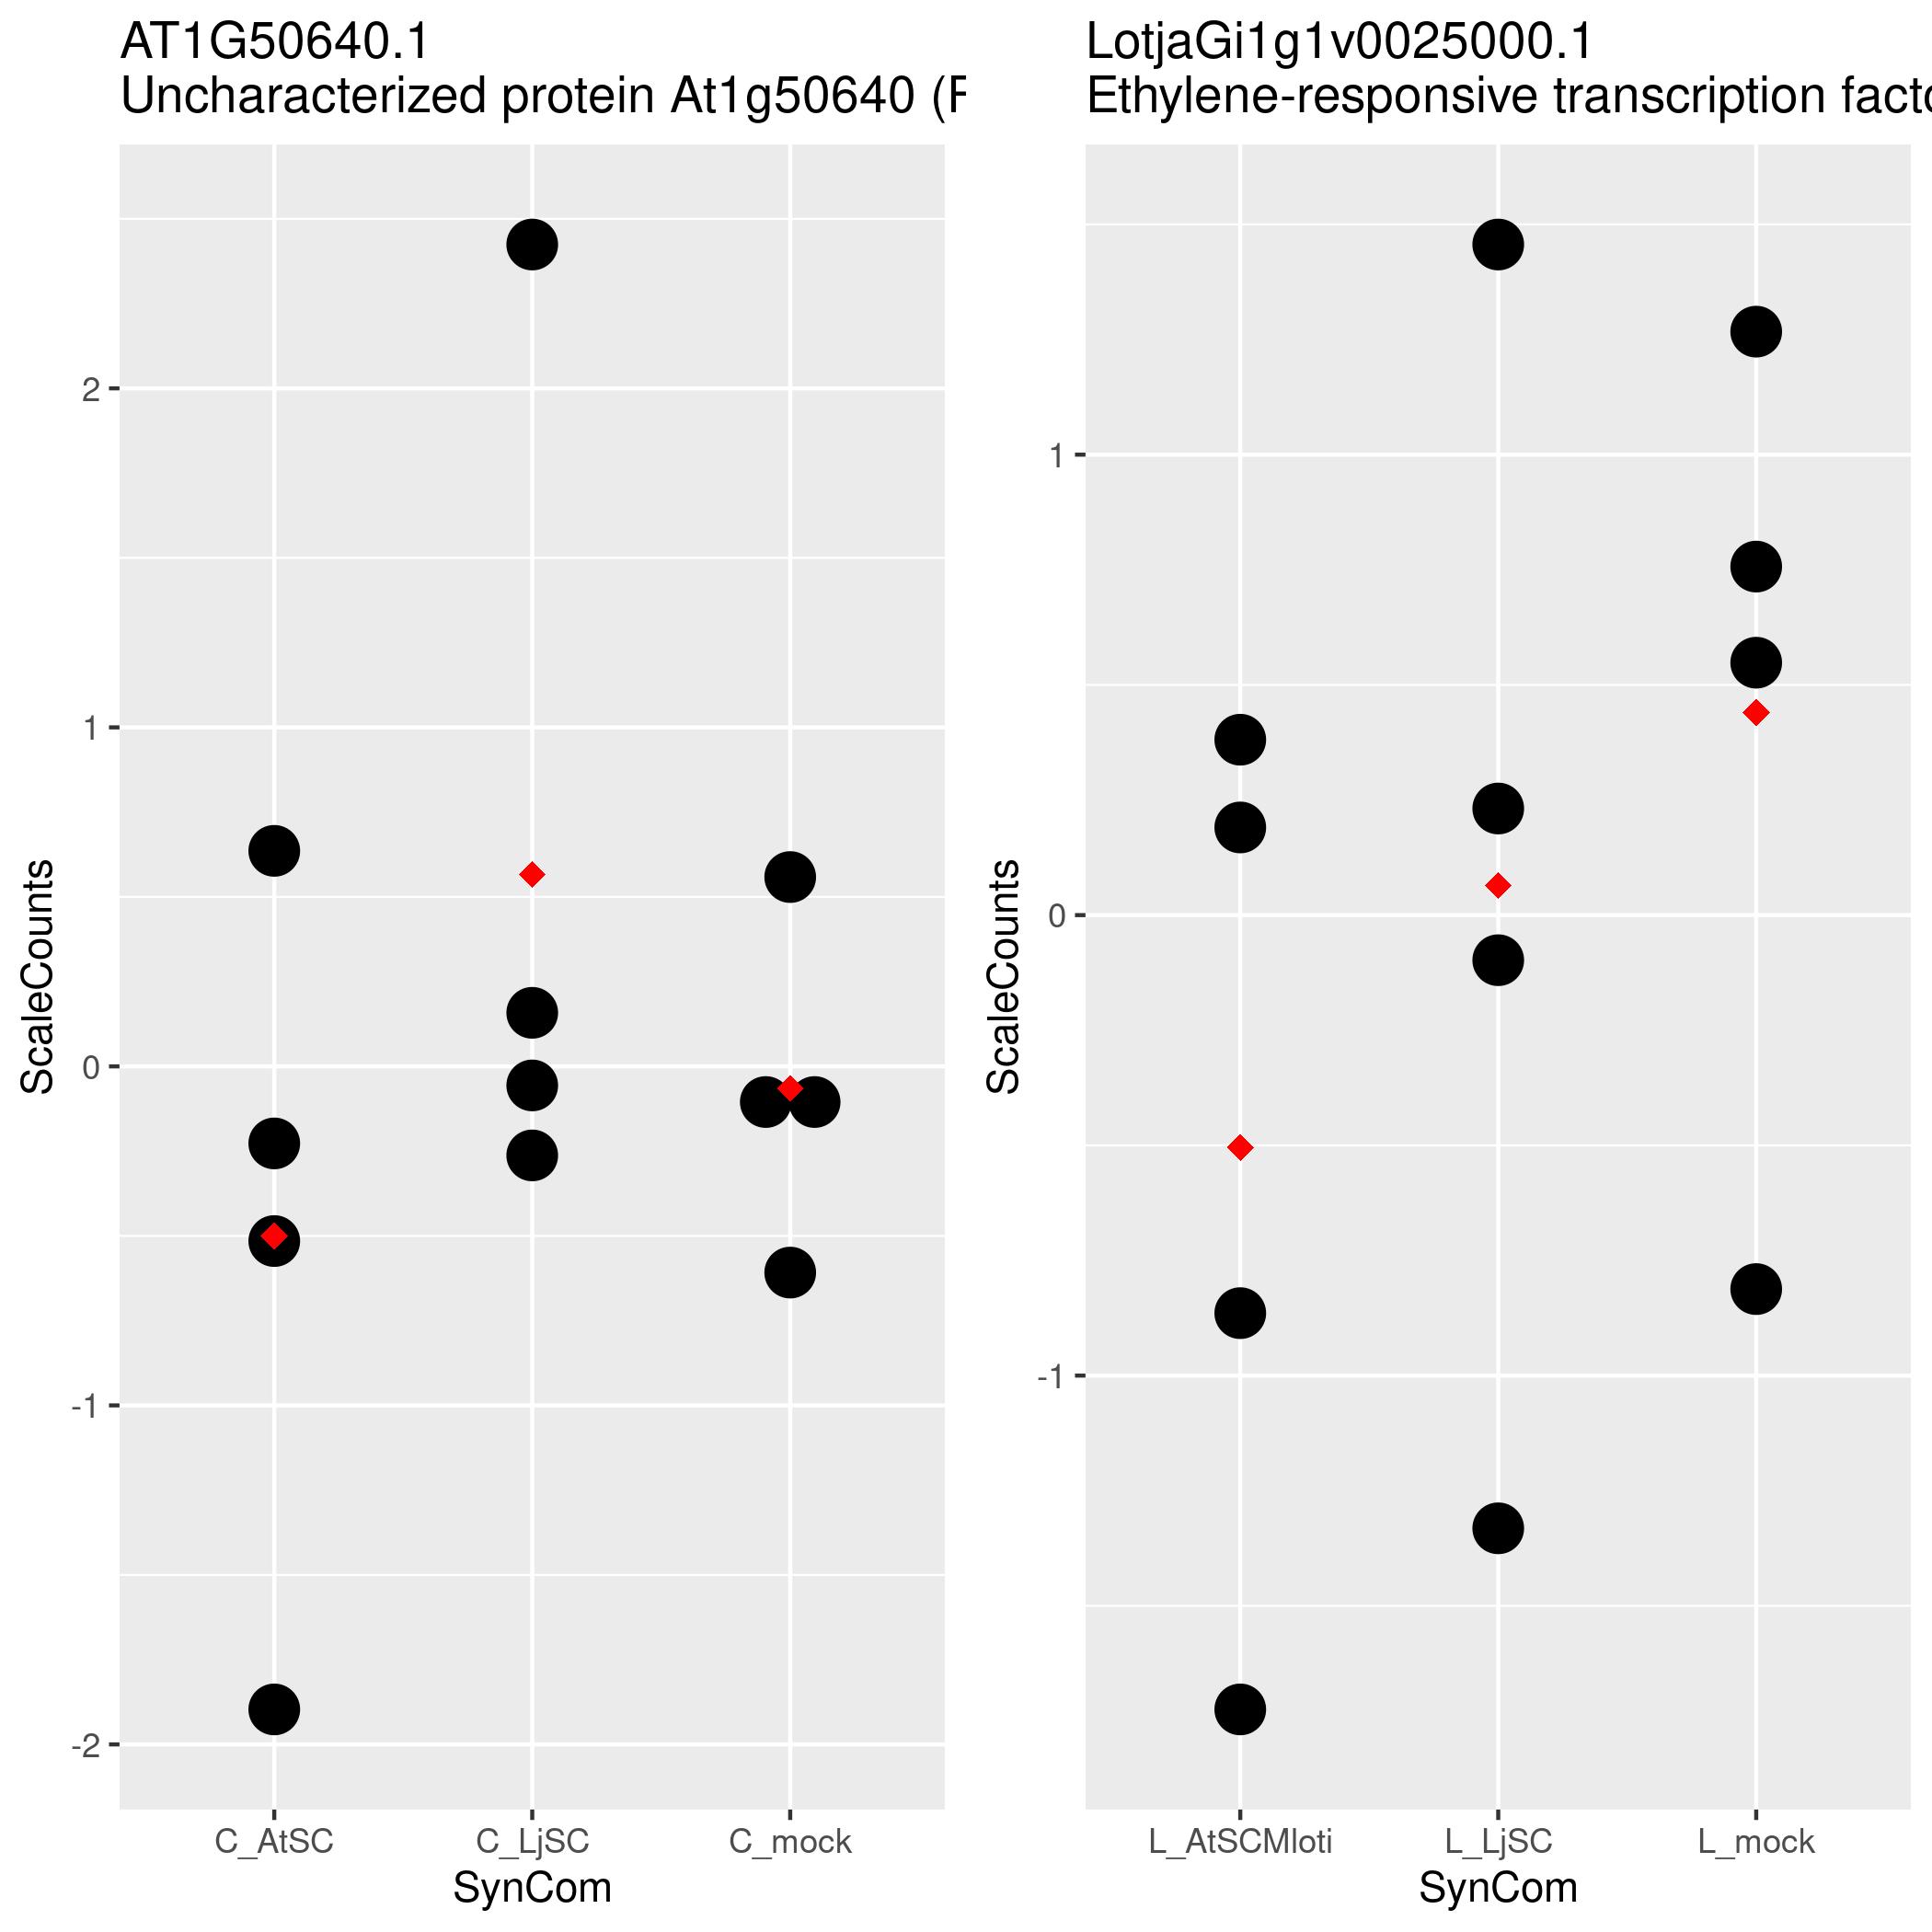 AT1G50640.1
Uncharacterized protein At1g50640 (F
ScaleCounts
2
1
0
-1
-2
C_AtSC C_LjSC C_mock
SynCom
LotjaGi1g1v0025000.1
Ethylene-responsive transcription facto
ScaleCounts
1
0
-1
L_AtSCMloti L_LjSC L_mock
SynCom